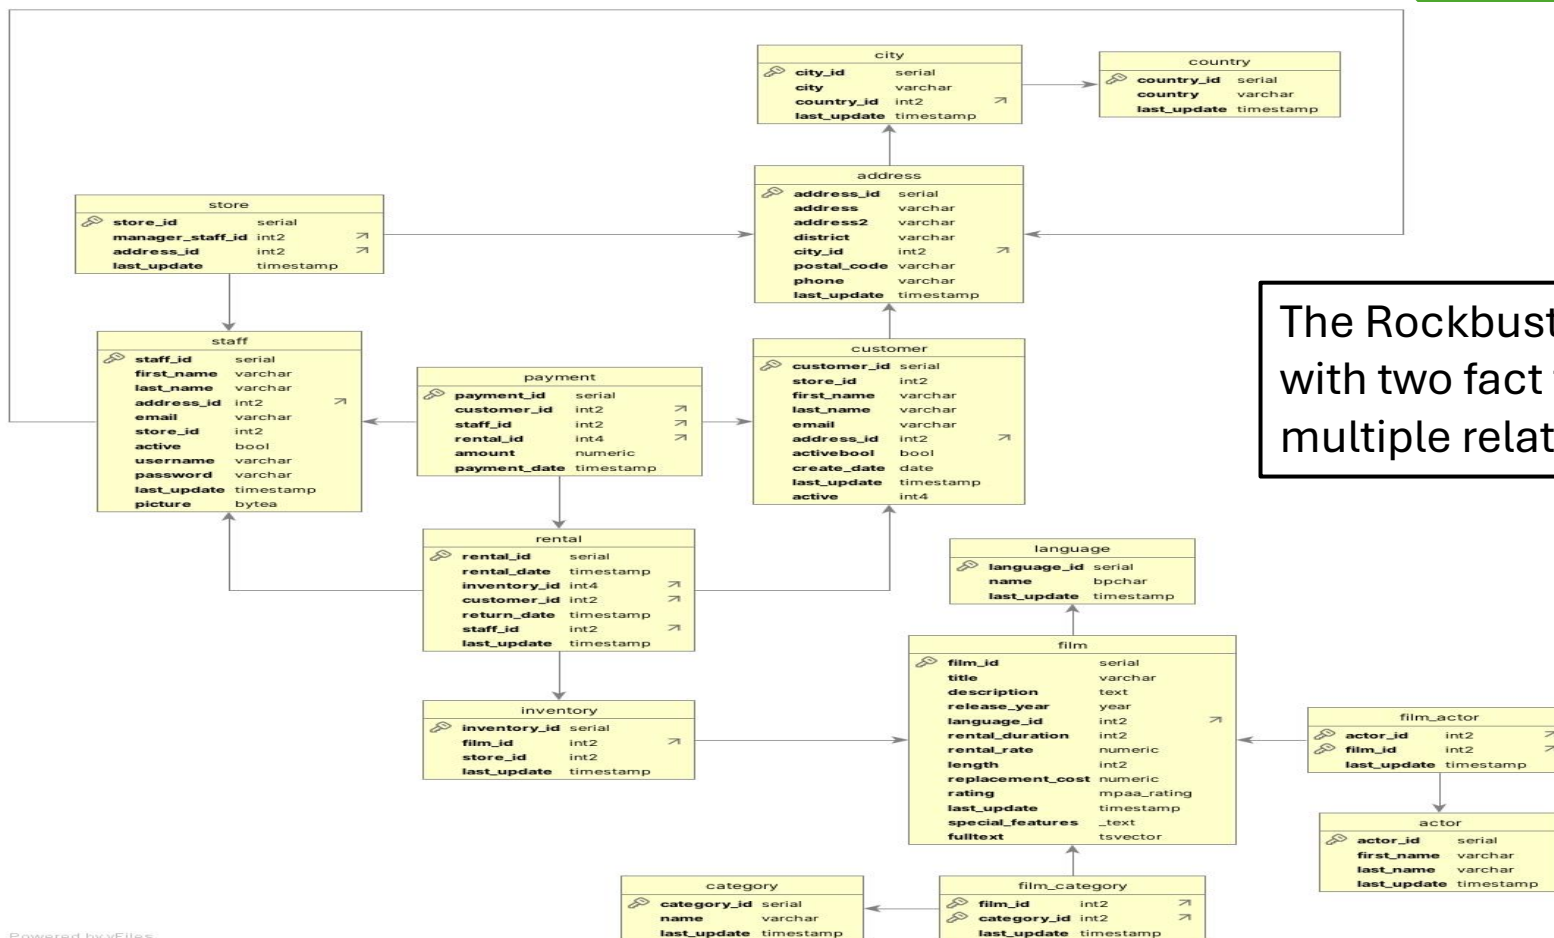 city
city_id serial
city varchar
country_id int2
last_update timestamp
country
country_id serial
country varchar
last_update timestamp
address
address_id serial
address varchar
address2 varchar
district varchar
city_id int2
postal_code varchar
phone varchar
last_update timestamp
store
store_id serial
manager_staff_id int2
address_id int2
last_update timestamp
The Rockbust
with two fact
multiple relat
staff
staff_id serial
first_name varchar
last_name varchar
address_id int2
email varchar
store_id int2
active bool
username varchar
password varchar
last_update timestamp
picture bytea
payment
payment_id serial
customer_id int2
staff_id int2
rental_id int4
amount numeric
payment_date timestamp
customer
customer_id serial
store_id int2
first_name varchar
last_name varchar
email varchar
address_id int2
activebool bool
create_date date
last_update timestamp
active int4
rental
rental_id serial
rental_date timestamp
inventory_id int4
customer_id int2
return_date timestamp
staff_id int2
last_update timestamp
language
language_id serial
name bpchar
last_update timestamp
film
film_id serial
title varchar
description text
release_year year
language_id int2
rental_duration int2
rental_rate numeric
length int2
replacement_cost numeric
rating mpaa_rating
last_update timestamp
special_features _text
fulltext tsvector
inventory
inventory_id serial
film_id int2
store_id int2
last_update timestamp
film_actor
actor_id int2
film_id int2
last_update timestamp
actor
actor_id serial
first_name varchar
last_name varchar
last_update timestamp
category
category_id serial
name varchar
last_update timestamp
film_category
film_id int2
category_id int2
last_update timestamp
Powered by yFiles